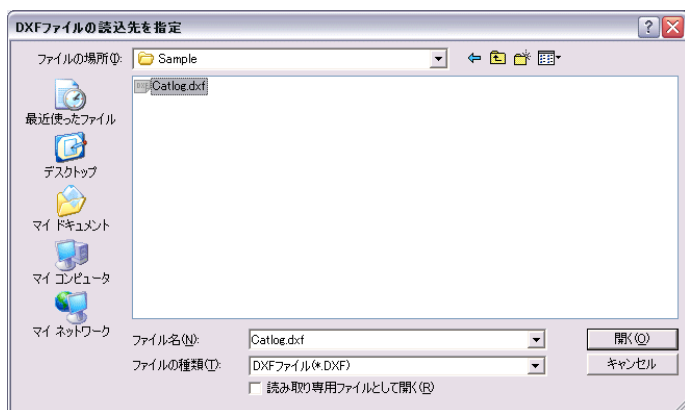 DXFファイルの読込先を指定
ファイルの場所(I):
Sample
Catlog.dxf
最近使ったファイル
デスクトップ
マイ ドキュメント
マイ コンピュータ
マイ ネットワーク
ファイル名(N):
Catlog.dxf
開く(O)
ファイルの種類(T):
DXFファイル(*.DXF)
キャンセル
読み取り専用ファイルとして開く(R)